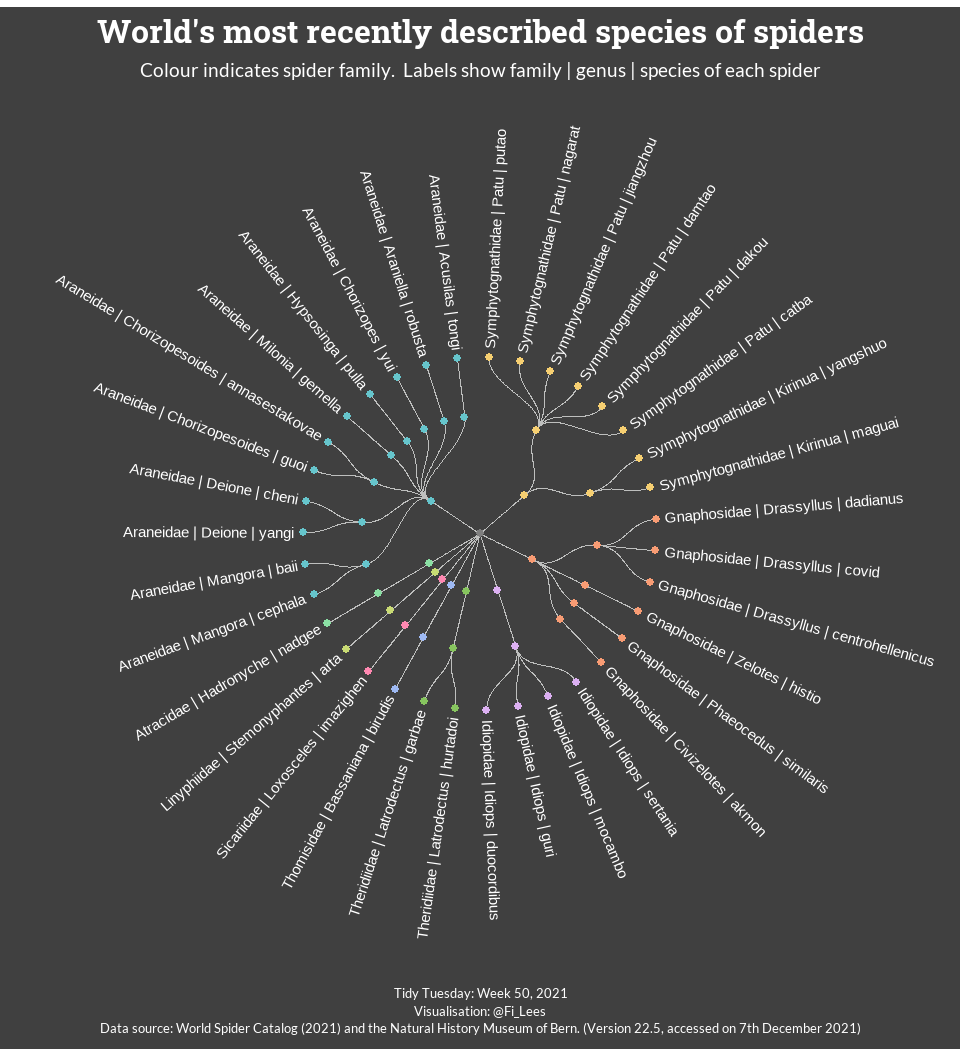 World's most recently described species of spiders
Colour indicates spider family.  Labels show family | genus | species of each spider
Symphytognathidae | Patu | putao
Symphytognathidae | Patu | nagarat
Symphytognathidae | Patu | jiangzhou
Symphytognathidae | Patu | damtao
Symphytognathidae | Patu | dakou
Symphytognathidae | Patu | catba
Symphytognathidae | Kirinua | yangshuo
Symphytognathidae | Kirinua | maguai
Gnaphosidae | Drassyllus | dadianus
Gnaphosidae | Drassyllus | covid
Gnaphosidae | Drassyllus | centrohellenicus
Gnaphosidae | Zelotes | histio
Gnaphosidae | Phaeocedus | similaris
Gnaphosidae | Civizelotes | akmon
Idiopidae | Idiops | sertania
Idiopidae | Idiops | mocambo
Idiopidae | Idiops | guri
Idiopidae | Idiops | duocordibus
Theridiidae | Latrodectus | hurtadoi
Theridiidae | Latrodectus | garbae
Thomisidae | Bassaniana | birudis
Sicariidae | Loxosceles | imazighen
Linyphiidae | Stemonyphantes | arta
Atracidae | Hadronyche | nadgee
Araneidae | Mangora | cephala
Araneidae | Mangora | baii
Araneidae | Deione | yangi
Araneidae | Deione | cheni
Araneidae | Chorizopesoides | guoi
Araneidae | Chorizopesoides | annasestakovae
Araneidae | Milonia | gemella
Araneidae | Hypsosinga | pulla
Araneidae | Chorizopes | yui
Araneidae | Araniella | robusta
Araneidae | Acusilas | tongi
Tidy Tuesday: Week 50, 2021
Visualisation: @Fi_Lees
Data source: World Spider Catalog (2021) and the Natural History Museum of Bern. (Version 22.5, accessed on 7th December 2021)